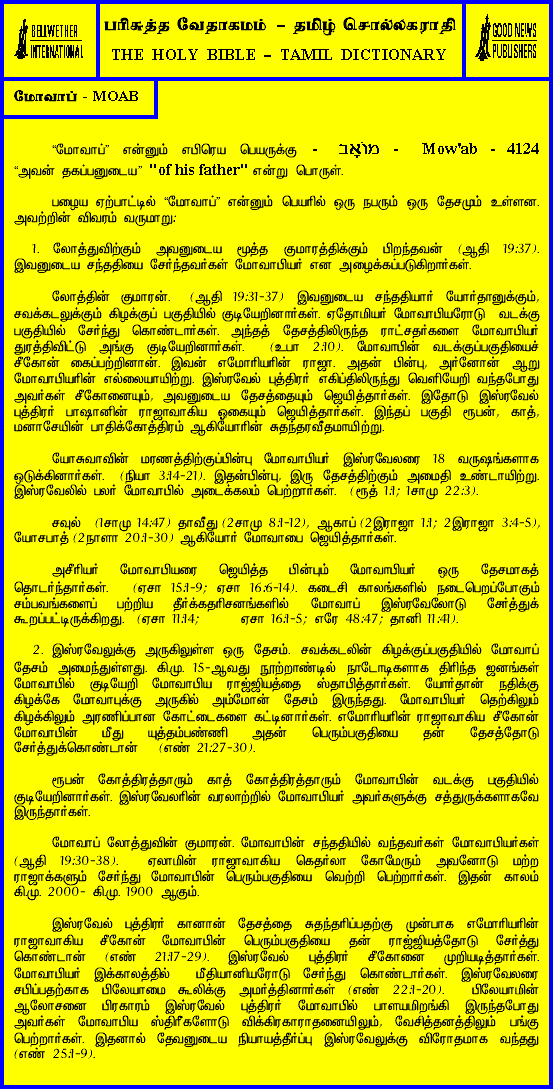 BELLWETHER
INTERNATIONAL
பரிசுத்த வேதாகமம் – தமிழ் சொல்லகராதி
THE HOLY BIBLE – TAMIL DICTIONARY
GOOD NEWS
PUBLISHERS
மோவாப் - MOAB
“மோவாப்” என்னும் எபிரெய பெயருக்கு - מוֹאָב - Mow'ab - 4124
“அவன் தகப்பனுடைய” "of his father" என்று பொருள்.
பழைய ஏற்பாட்டில் “மோவாப்” என்னும் பெயரில் ஒரு நபரும் ஒரு தேசமும் உள்ளன.
அவற்றின் விவரம் வருமாறு:
1. லோத்துவிற்கும் அவனுடைய மூத்த குமாரத்திக்கும் பிறந்தவன் (ஆதி 19:37).
இவனுடைய சந்ததியை சேர்ந்தவர்கள் மோவாபியர் என அழைக்கப்படுகிறார்கள்.
லோத்தின் குமாரன். (ஆதி 19:31-37) இவனுடைய சந்ததியார் யோர்தானுக்கும்,
சவக்கடலுக்கும் கிழக்குப் பகுதியில் குடியேறினார்கள். ஏதோமியர் மோவாபியரோடு வடக்கு
பகுதியில் சேர்ந்து கொண்டார்கள். அந்தத் தேசத்திலிருந்த ராட்சதர்களை மோவாபியர்
துரத்திவிட்டு அங்கு குடியேறினார்கள். (உபா 2:10). மோவாபின் வடக்குப்பகுதியைச்
சீகோன் கைப்பற்றினான். இவன் எமோரியரின் ராஜா. அதன் பின்பு, அர்னோன் ஆறு
மோவாபியரின் எல்லையாயிற்று. இஸ்ரவேல் புத்திரர் எகிப்திலிருந்து வெளியேறி வந்தபோது
அவர்கள் சீகோனையும், அவனுடைய தேசத்தையும் ஜெயித்தார்கள். இதோடு இஸ்ரவேல்
புத்திரர் பாஷானின் ராஜாவாகிய ஓகையும் ஜெயித்தார்கள். இந்தப் பகுதி ரூபன், காத்,
மனாசேயின் பாதிக்கோத்திரம் ஆகியோரின் சுதந்தரவீதமாயிற்று.
யோசுவாவின் மரணத்திற்குப்பின்பு மோவாபியர் இஸ்ரவேலரை 18 வருஷங்களாக
ஒடுக்கினார்கள். (நியா 3:14-21). இதன்பின்பு, இரு தேசத்திற்கும் அமைதி உண்டாயிற்று.
இஸ்ரவேலில் பலர் மோவாபில் அடைக்கலம் பெற்றார்கள். (ரூத் 1:1; 1சாமு 22:3).
சவுல் (1சாமு 14:47) தாவீது (2சாமு 8:1-12), ஆகாப் (2இராஜா 1:1; 2இராஜா 3:4-5),
யோசபாத் (2நாளா 20:1-30) ஆகியோர் மோவாபை ஜெயித்தார்கள்.
அசீரியர் மோவாபியரை ஜெயித்த பின்பும் மோவாபியர் ஒரு தேசமாகத்
தொடர்ந்தார்கள். (ஏசா 15:1-9; ஏசா 16:6-14). கடைசி காலங்களில் நடைபெறப்போகும்
சம்பவங்களைப் பற்றிய தீர்க்கதரிசனங்களில் மோவாப் இஸ்ரவேலோடு சேர்த்துக்
கூறப்பட்டிருக்கிறது. (ஏசா 11:14; ஏசா 16:1-5; எரே 48:47; தானி 11:41).
2. இஸ்ரவேலுக்கு அருகிலுள்ள ஒரு தேசம். சவக்கடலின் கிழக்குப்பகுதியில் மோவாப்
தேசம் அமைந்துள்ளது. கி.மு. 15-ஆவது நூற்றாண்டில் நாடோடிகளாக திரிந்த ஜனங்கள்
மோவாபில் குடியேறி மோவாபிய ராஜ்ஜியத்தை ஸ்தாபித்தார்கள். யோர்தான் நதிக்கு
கிழக்கே மோவாபுக்கு அருகில் அம்மோன் தேசம் இருந்தது. மோவாபியர் தெற்கிலும்
கிழக்கிலும் அரணிப்பான கோட்டைகளை கட்டினார்கள். எமோரியரின் ராஜாவாகிய சீகோன்
மோவாபின் மீது யுத்தம்பண்ணி அதன் பெரும்பகுதியை தன் தேசத்தோடு
சேர்த்துக்கொண்டான் (எண் 21:27-30).
ரூபன் கோத்திரத்தாரும் காத் கோத்திரத்தாரும் மோவாபின் வடக்கு பகுதியில்
குடியேறினார்கள். இஸ்ரவேலரின் வரலாற்றில் மோவாபியர் அவர்களுக்கு சத்துருக்களாகவே
இருந்தார்கள்.
மோவாப் லோத்துவின் குமாரன். மோவாபின் சந்ததியில் வந்தவர்கள் மோவாபியர்கள்
(ஆதி 19:30-38). ஏலாமின் ராஜாவாகிய கெதர்லா கோமேரும் அவனோடு மற்ற
ராஜாக்களும் சேர்ந்து மோவாபின் பெரும்பகுதியை வெற்றி பெற்றார்கள். இதன் காலம்
கி.மு. 2000- கி.மு. 1900 ஆகும்.
இஸ்ரவேல் புத்திரர் கானான் தேசத்தை சுதந்தரிப்பதற்கு முன்பாக எமோரியரின்
ராஜாவாகிய சீகோன் மோவாபின் பெரும்பகுதியை தன் ராஜ்ஜியத்தோடு சேர்த்து
கொண்டான் (எண் 21:17-29). இஸ்ரவேல் புத்திரர் சீகோனை முறியடித்தார்கள்.
மோவாபியர் இக்காலத்தில் மீதியானியரோடு சேர்ந்து கொண்டார்கள். இஸ்ரவேலரை
சபிப்பதற்காக பிலேயாமை கூலிக்கு அமர்த்தினார்கள் (எண் 22:1-20). பிலேயாமின்
ஆலோசனை பிரகாரம் இஸ்ரவேல் புத்திரர் மோவாபில் பாளயமிறங்கி இருந்தபோது
அவர்கள் மோவாபிய ஸ்திரீகளோடு விக்கிரகாராதனையிலும், வேசித்தனத்திலும் பங்கு
பெற்றார்கள். இதனால் தேவனுடைய நியாயத்தீர்ப்பு இஸ்ரவேலுக்கு விரோதமாக வந்தது
(எண் 25:1-9).